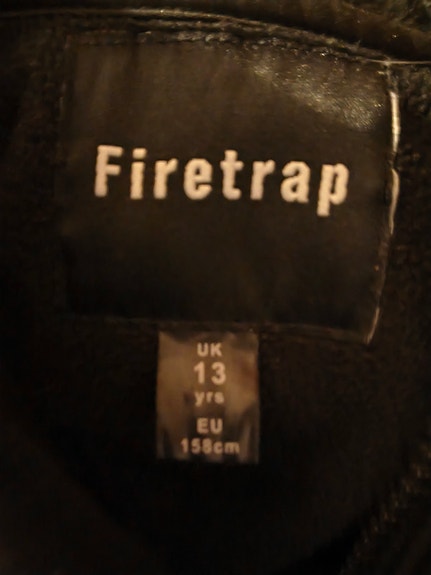 Firetrap
UK
13
yrs
EU
158cm